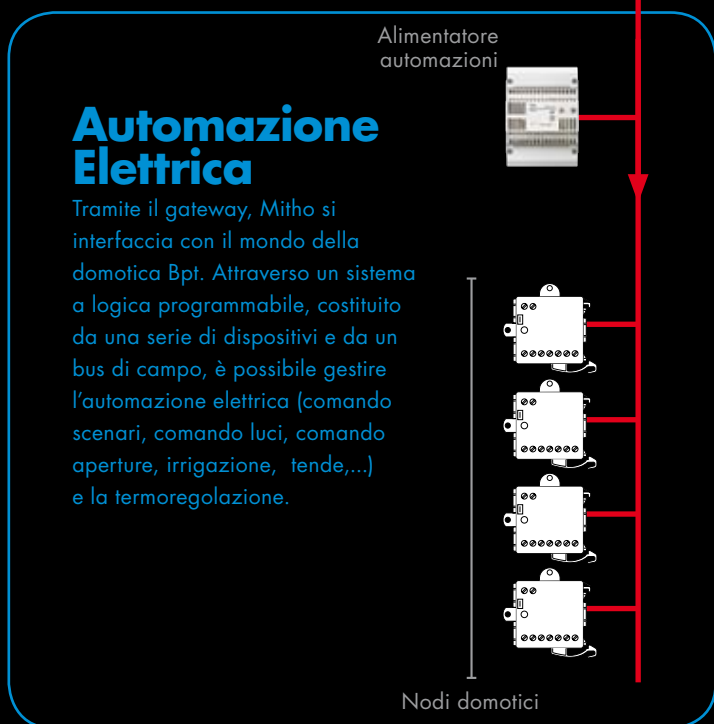 Alimentatore
automazioni
Automazione
Elettrica
Tramite il gateway, Mitho si
interfaccia con il mondo della
domotica Bpt. Attraverso un sistema
a logica programmabile, costituito
da una serie di dispositivi e da un
bus di campo, è possibile gestire
l’automazione elettrica (comando
scenari, comando luci, comando
aperture, irrigazione, tende,...)
e la termoregolazione.
Nodi domotici